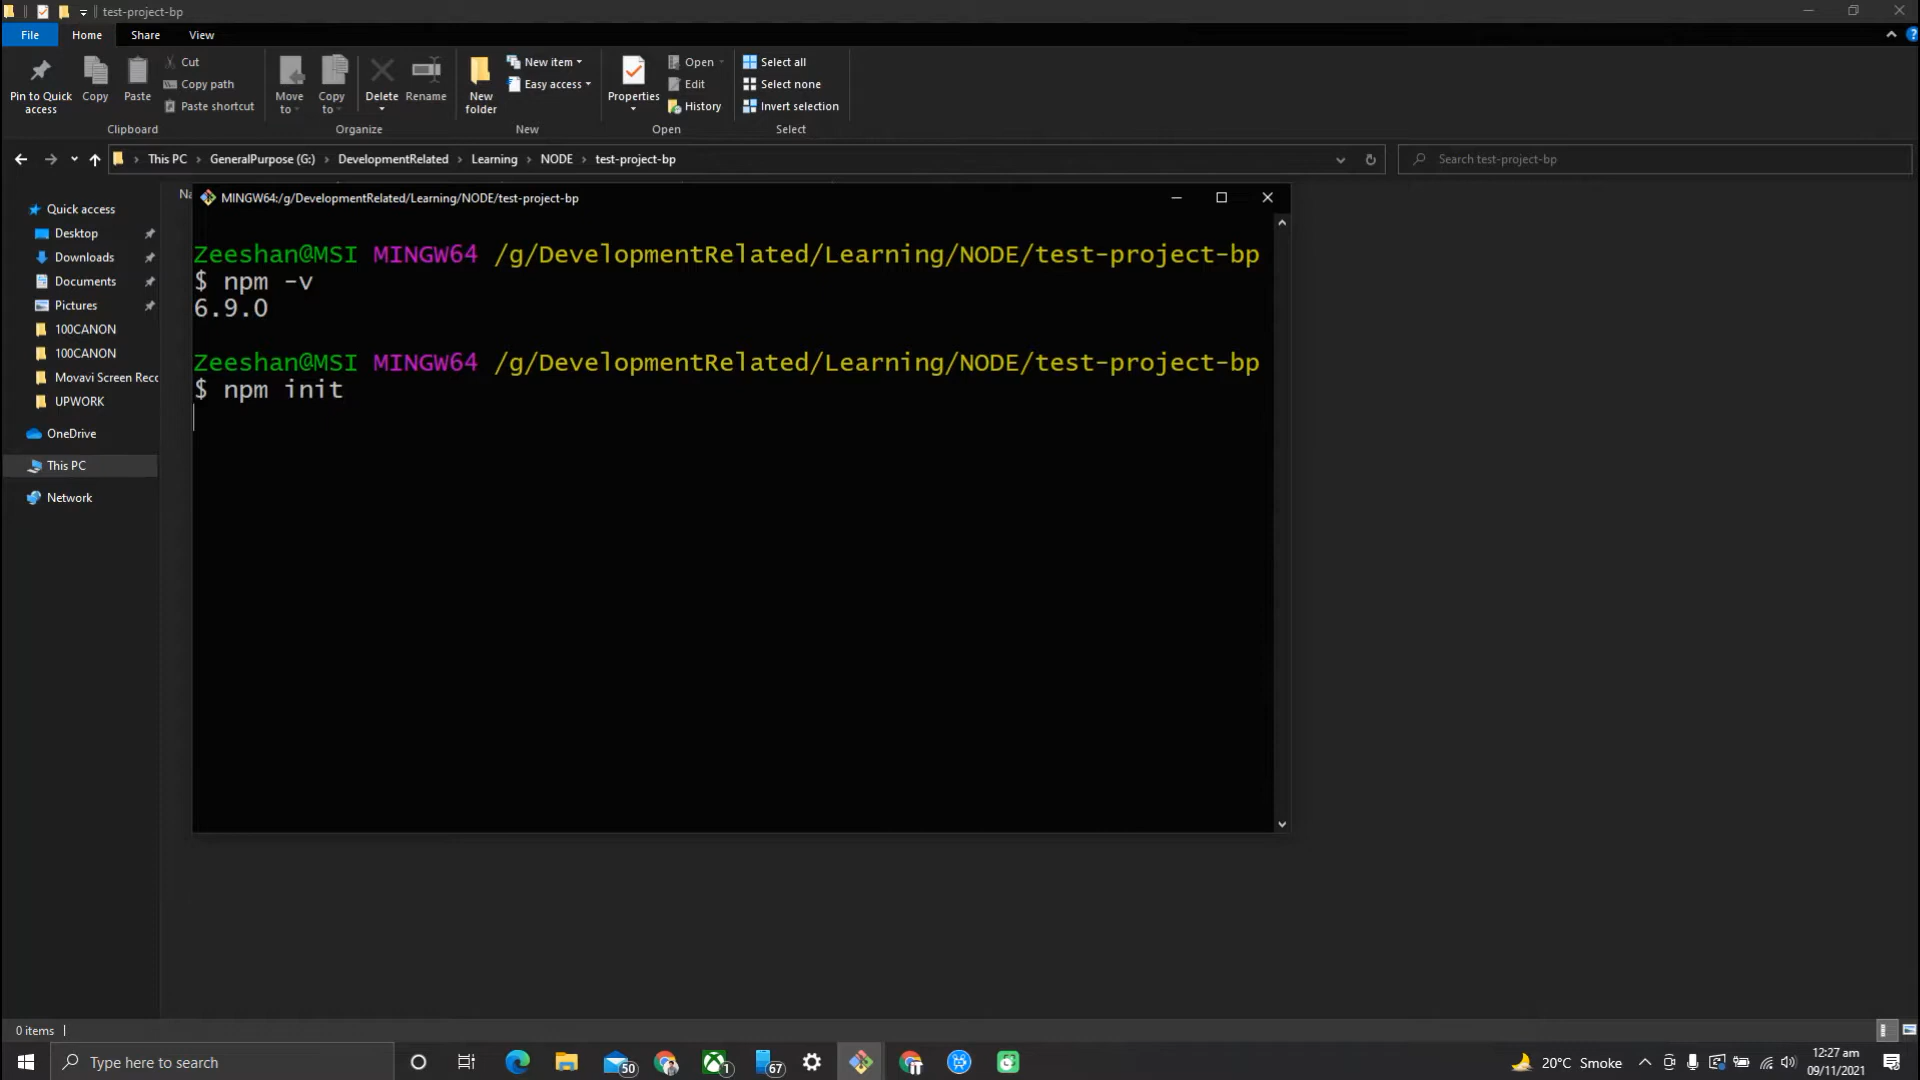 test-project-bp
File Home Share View
Pin to Quick access
Copy
Paste
Cut
Copy path
Paste shortcut
Clipboard
Move to
Copy to
Delete
Rename
Organize
New folder
New item
Easy access
New
Properties
Open
Edit
History
Open
Select all
Select none
Invert selection
Select
This PC GeneralPurpose (G:) DevelopmentRelated Learning NODE test-project-bp
Search test-project-bp
Quick access
Desktop
Downloads
Documents
Pictures
100CANON
100CANON
Movavi Screen Rec
UPWORK
OneDrive
This PC
Network
Na
MINGW64:/g/DevelopmentRelated/Learning/NODE/test-project-bp
Zeeshan@MSI MINGW64 /g/DevelopmentRelated/Learning/NODE/test-project-bp
$ npm -v
6.9.0
Zeeshan@MSI MINGW64 /g/DevelopmentRelated/Learning/NODE/test-project-bp
$ npm init
0 items
Type here to search
50
1
67
20°C Smoke
12:27 am
09/11/2021